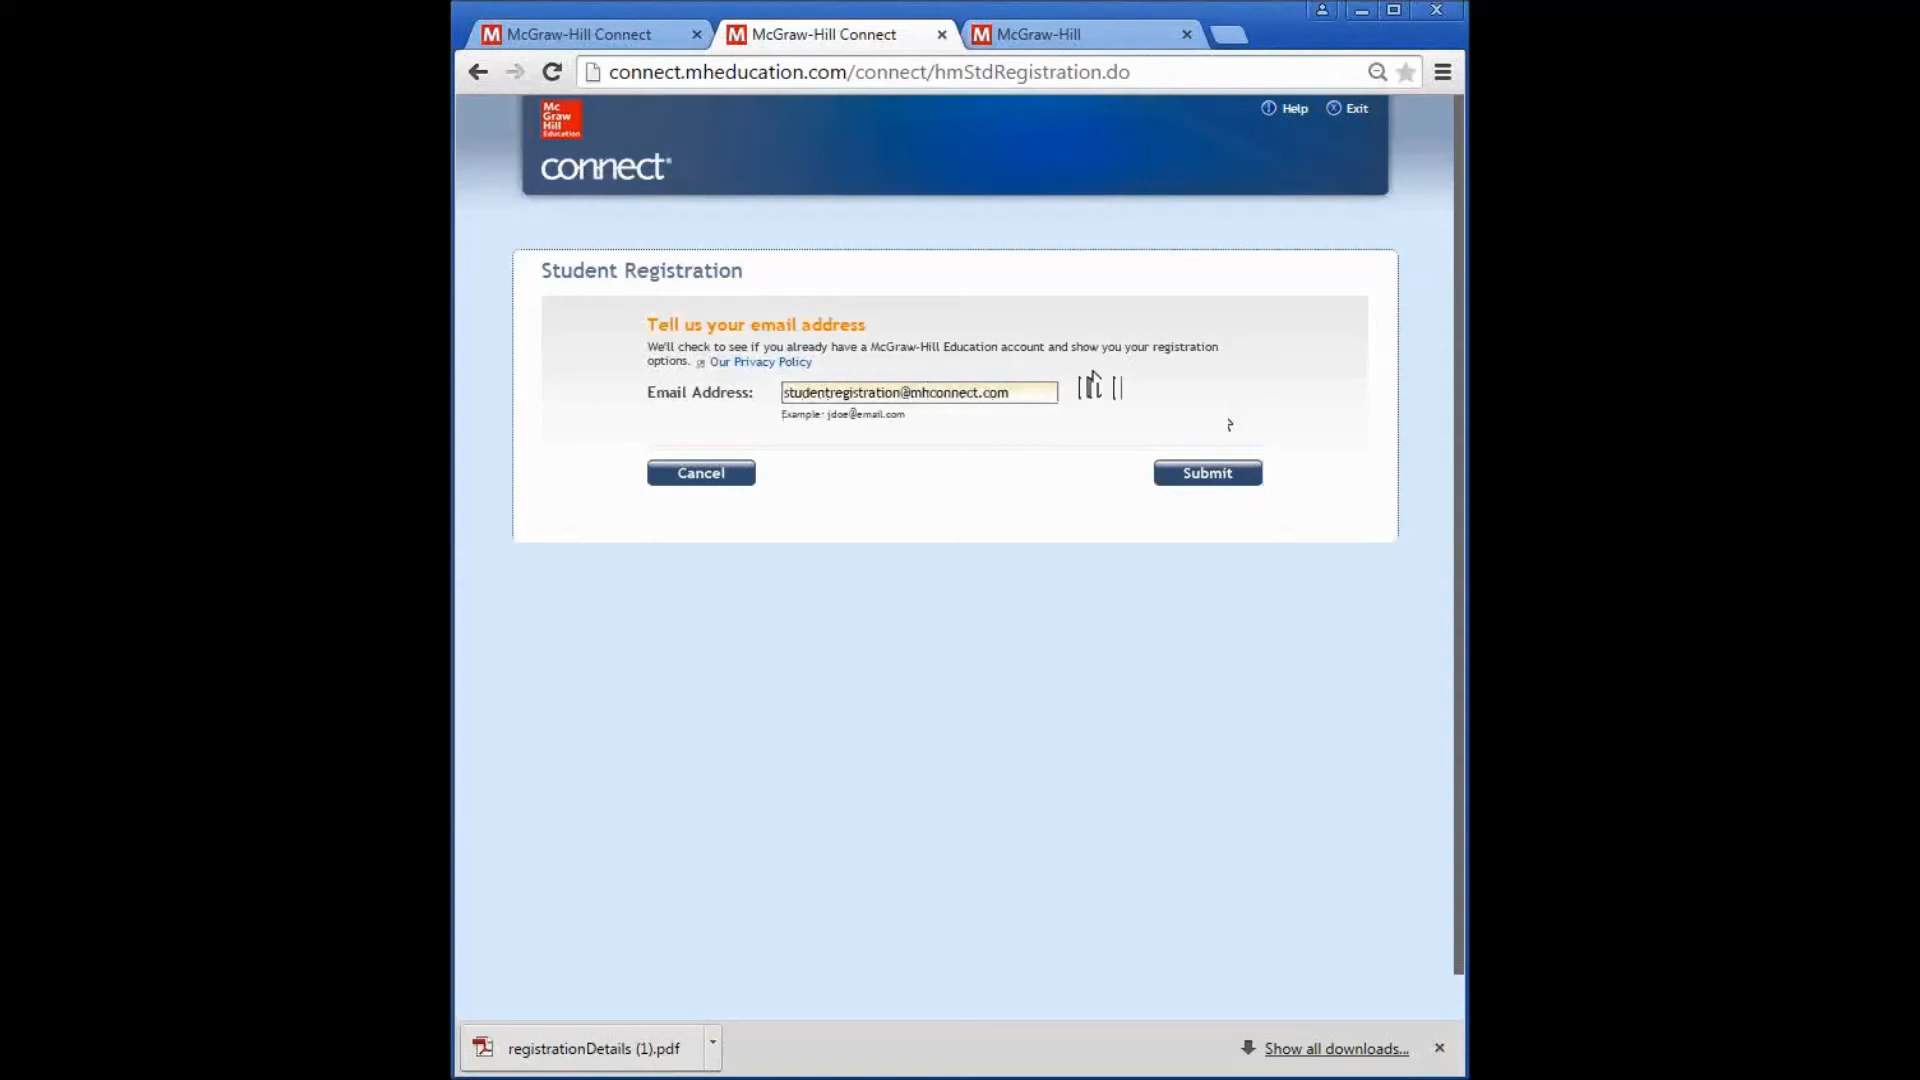 McGraw-Hill Connect
McGraw-Hill Connect
McGraw-Hill
connect.mheducation.com/connect/hmStdRegistration.do
Mc
Graw
Hill
Education
Help
Exit
connect
Student Registration
Tell us your email address
We'll check to see if you already have a McGraw-Hill Education account and show you your registration
options. Our Privacy Policy
Email Address: studentregistration@mhconnect.com
Example: jdoe@email.com
Cancel
Submit
registrationDetails (1).pdf
Show all downloads...